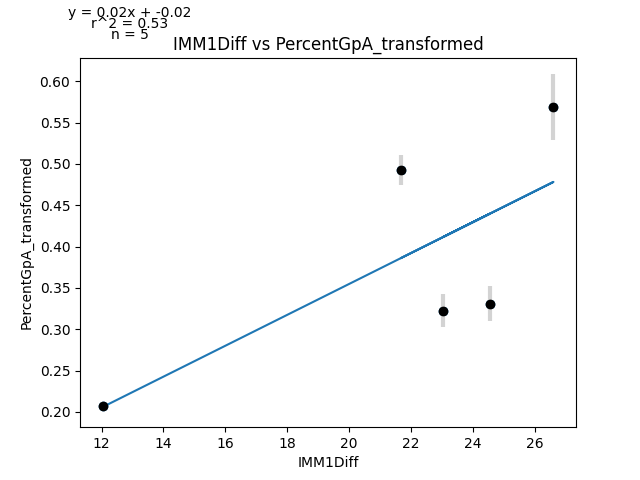 y = 0.02x + -0.02
r^2 = 0.53
n = 5
IMM1Diff vs PercentGpA_transformed
0.60
0.55
0.50
0.45
0.40
0.35
0.30
0.25
0.20
PercentGpA_transformed
12 14 16 18 20 22 24 26
IMM1Diff